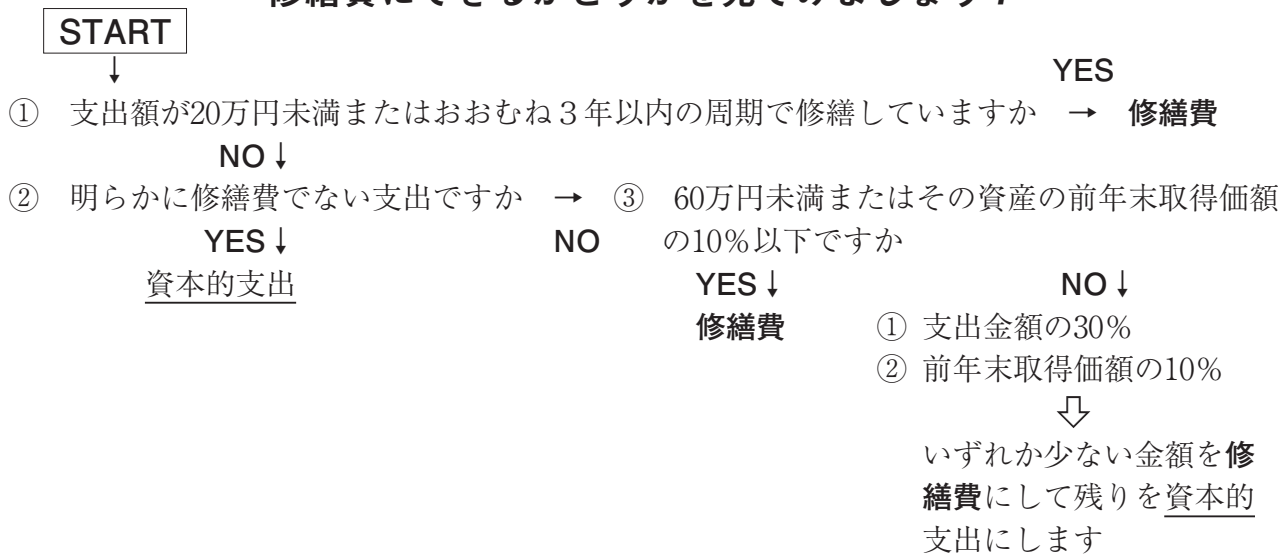 START
↓
YES
① 支出額が20万円未満またはおおむね3年以内の周期で修繕していますか → 修繕費
NO↓
② 明らかに修繕費でない支出ですか → ③ 60万円未満またはその資産の前年末取得価額
YES↓ NO の10%以下ですか
資本的支出 YES↓ NO↓
修繕費 ① 支出金額の30%
② 前年末取得価額の10%
⇩
いずれか少ない金額を修
繕費にして残りを資本的
支出にします